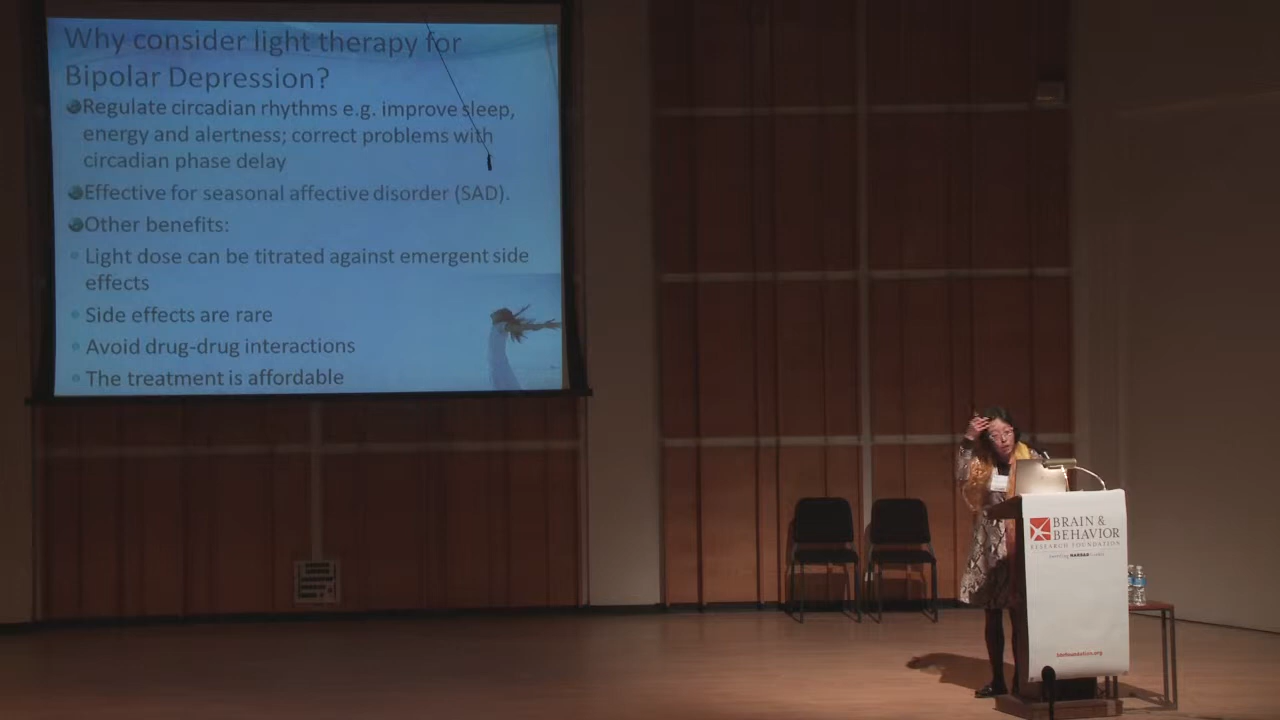 Why consider light therapy for
Bipolar Depression?
Regulate circadian rhythms e.g. improve sleep,
energy and alertness; correct problems with
circadian phase delay
Effective for seasonal affective disorder (SAD).
Other benefits:
Light dose can be titrated against emergent side
effects
Side effects are rare
Avoid drug-drug interactions
The treatment is affordable
BRAIN &
BEHAVIOR
RESEARCH FOUNDATION
bbrfoundation.org